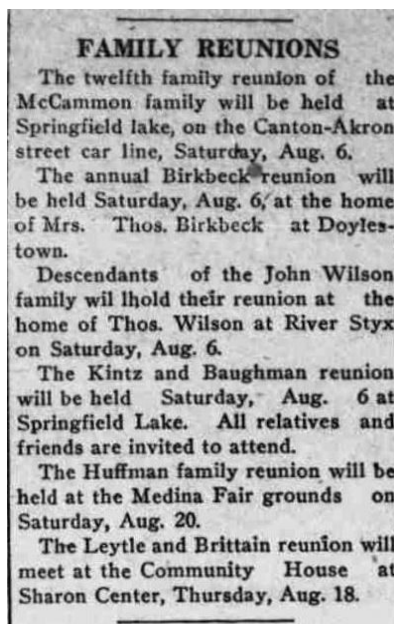 FAMILY REUNIONS
The twelfth family reunion of the
McCammon family will be held at
Springfield lake, on the Canton-Akron
street car line, Saturday, Aug. 6.
The annual Birkbeck reunion will
be held Saturday, Aug. 6, at the home
of Mrs. Thos. Birkbeck at Doyles-
town.
Descendants of the John Wilson
family wil lhold their reunion at the
home of Thos. Wilson at River Styx
on Saturday, Aug. 6.
The Kintz and Baughman reunion
will be held Saturday, Aug. 6 at
Springfield Lake. All relatives and
friends are invited to attend.
The Huffman family reunion will be
held at the Medina Fair grounds on
Saturday, Aug. 20.
The Leytle and Brittain reunion will
meet at the Community House at
Sharon Center, Thursday, Aug. 18.